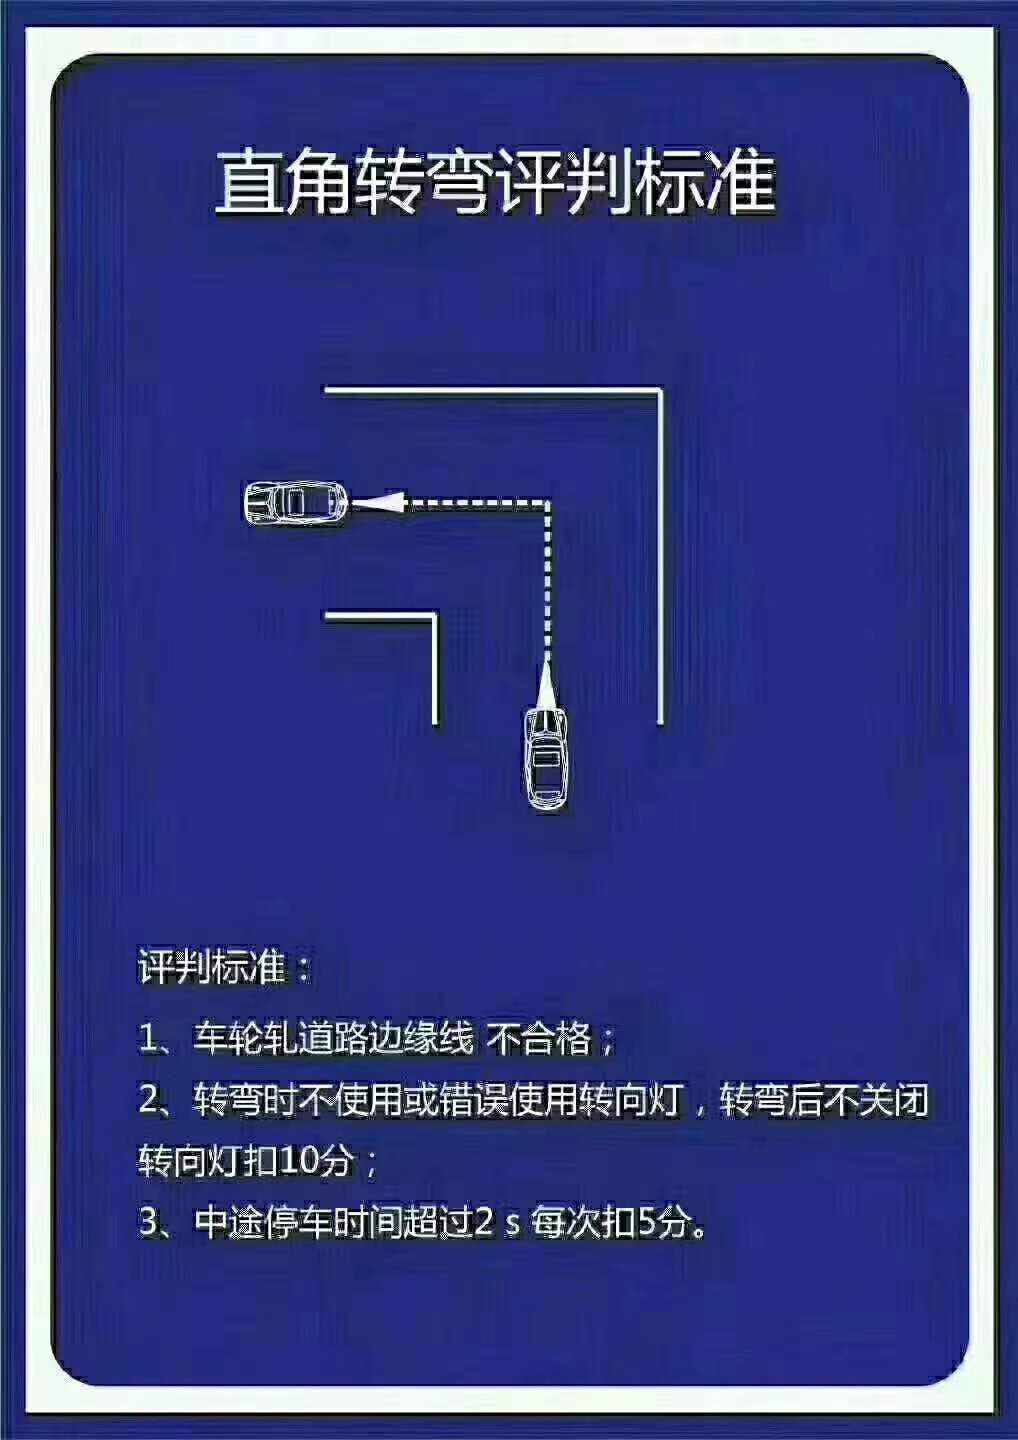 直角转弯评判标准
评判标准：
1、车轮轧道路边缘线 不合格；
2、转弯时不使用或错误使用转向灯，转弯后不关闭
转向灯扣10分；
3、中途停车时间超过2 s 每次扣5分。